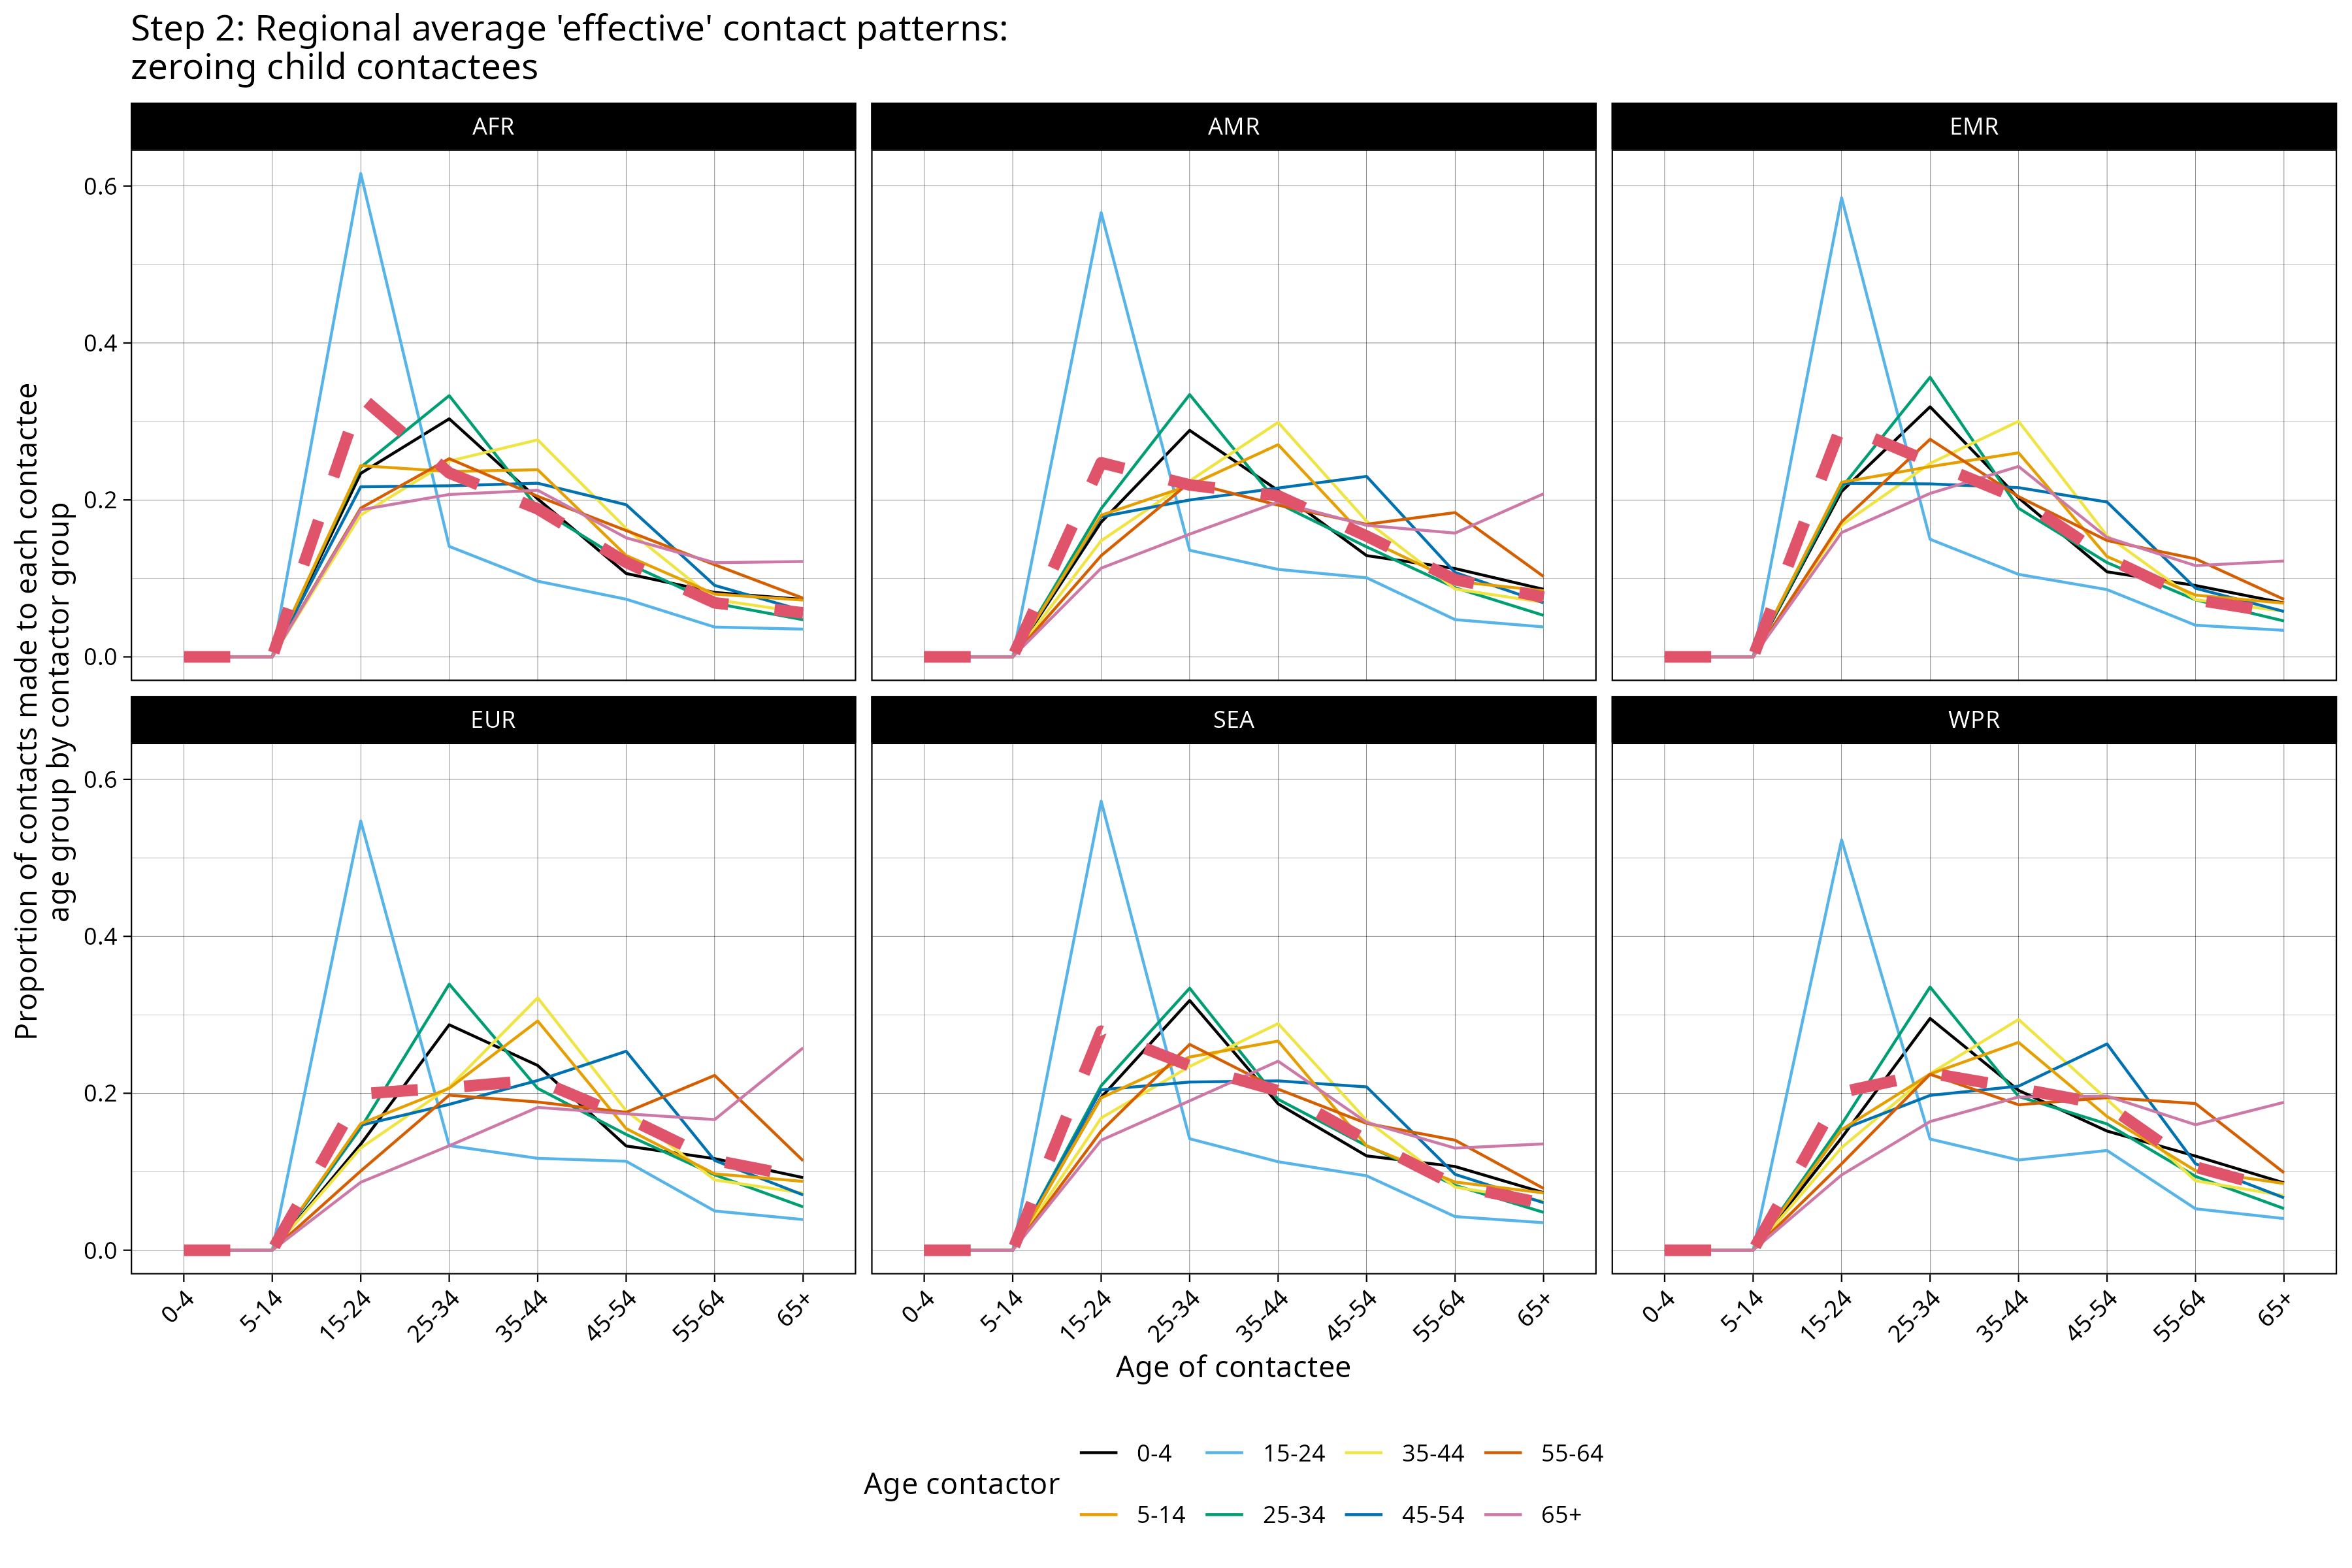 Step 2: Regional average 'effective' contact patterns:
zeroing child contactees
Proportion of contacts made to each contactee
age group by contactor group
AFR
AMR
EMR
0.6
0.4
0.2
0.0
EUR
SEA
WPR
0.6
0.4
0.2
0.0
0-4 5-14 15-24 25-34 35-44 45-54 55-64 65+
0-4 5-14 15-24 25-34 35-44 45-54 55-64 65+
0-4 5-14 15-24 25-34 35-44 45-54 55-64 65+
Age of contactee
Age contactor
0-4 15-24 35-44 55-64
5-14 25-34 45-54 65+